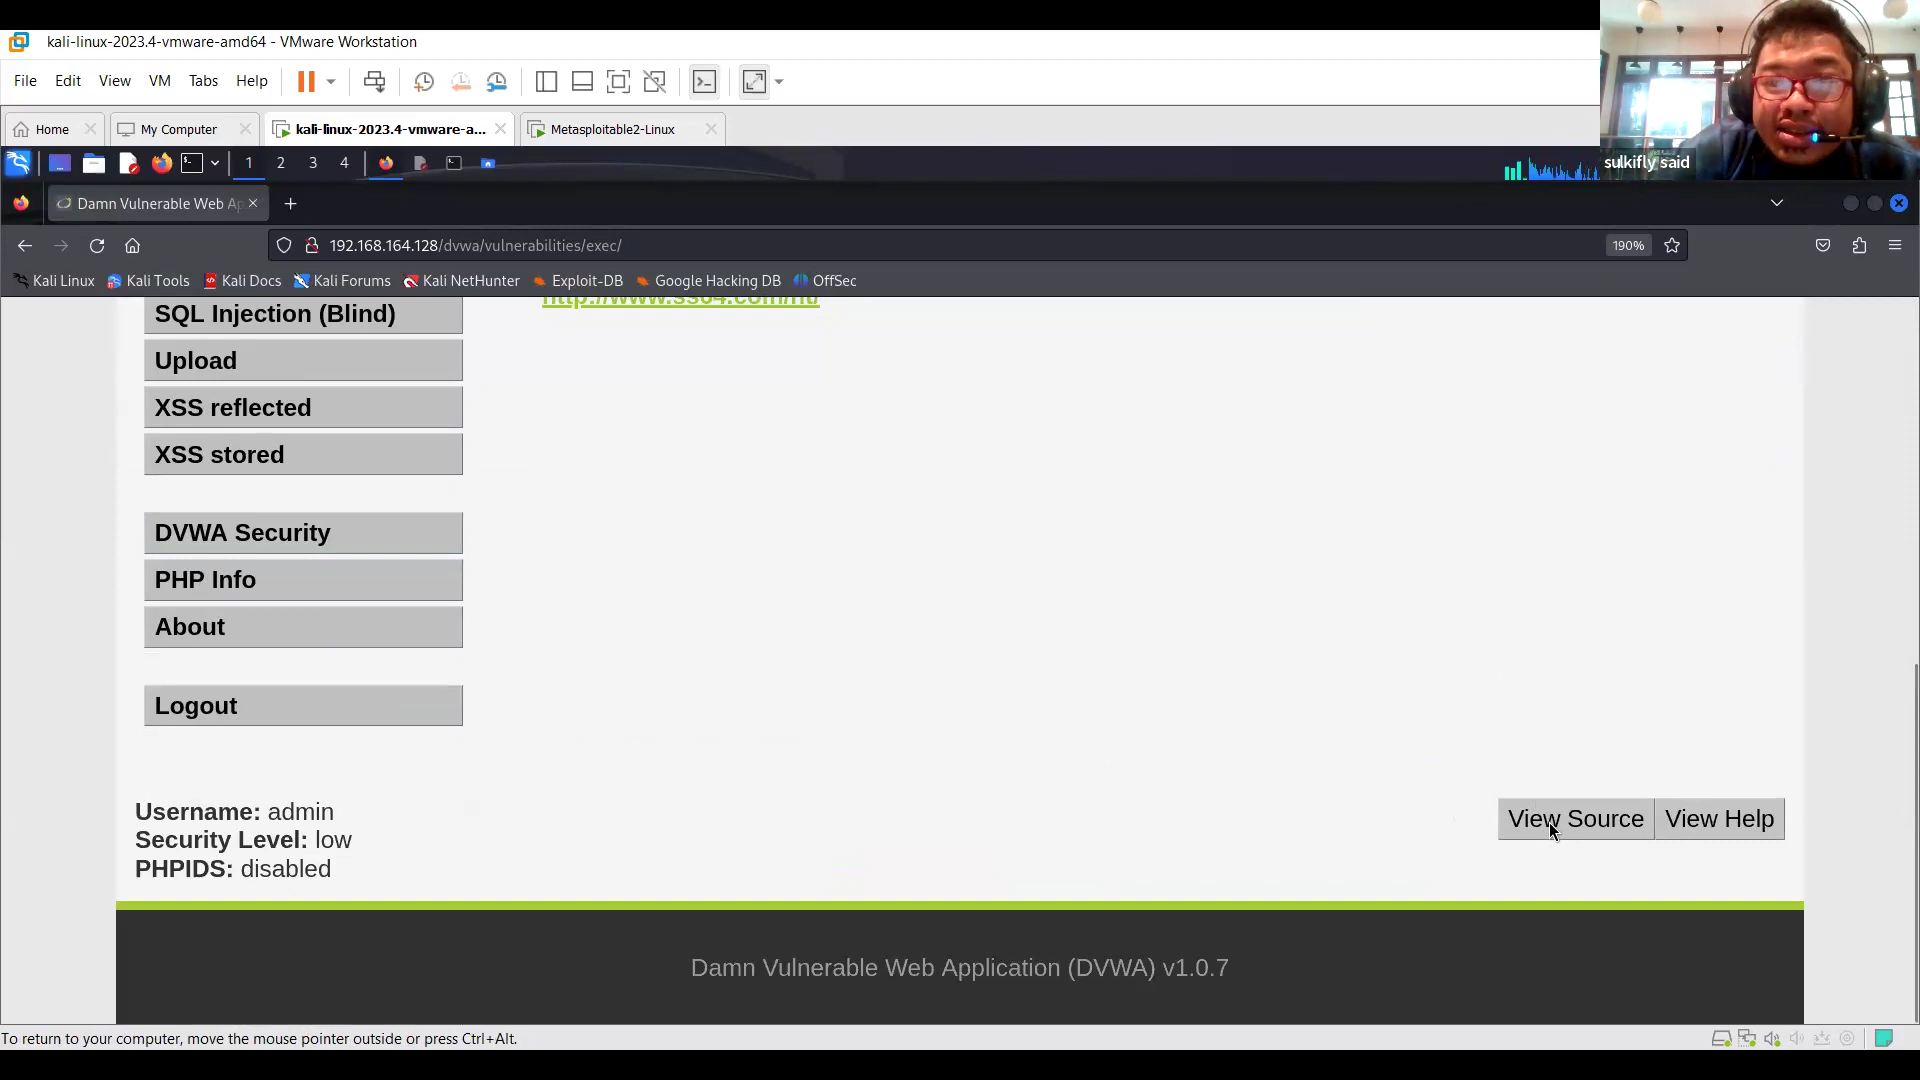 kali-linux-2023.4-vmware-amd64 - VMware Workstation
File Edit View VM Tabs Help
Home
My Computer
kali-linux-2023.4-vmware-a...
Metasploitable2-Linux
1 2 3 4
sulkifly said
Damn Vulnerable Web Ap
192.168.164.128/dvwa/vulnerabilities/exec/
190%
Kali Linux Kali Tools Kali Docs Kali Forums Kali NetHunter Exploit-DB Google Hacking DB OffSec
http://www.ss64.com/nt/
SQL Injection (Blind)
Upload
XSS reflected
XSS stored
DVWA Security
PHP Info
About
Logout
Username: admin
Security Level: low
PHPIDS: disabled
View Source View Help
Damn Vulnerable Web Application (DVWA) v1.0.7
To return to your computer, move the mouse pointer outside or press Ctrl+Alt.